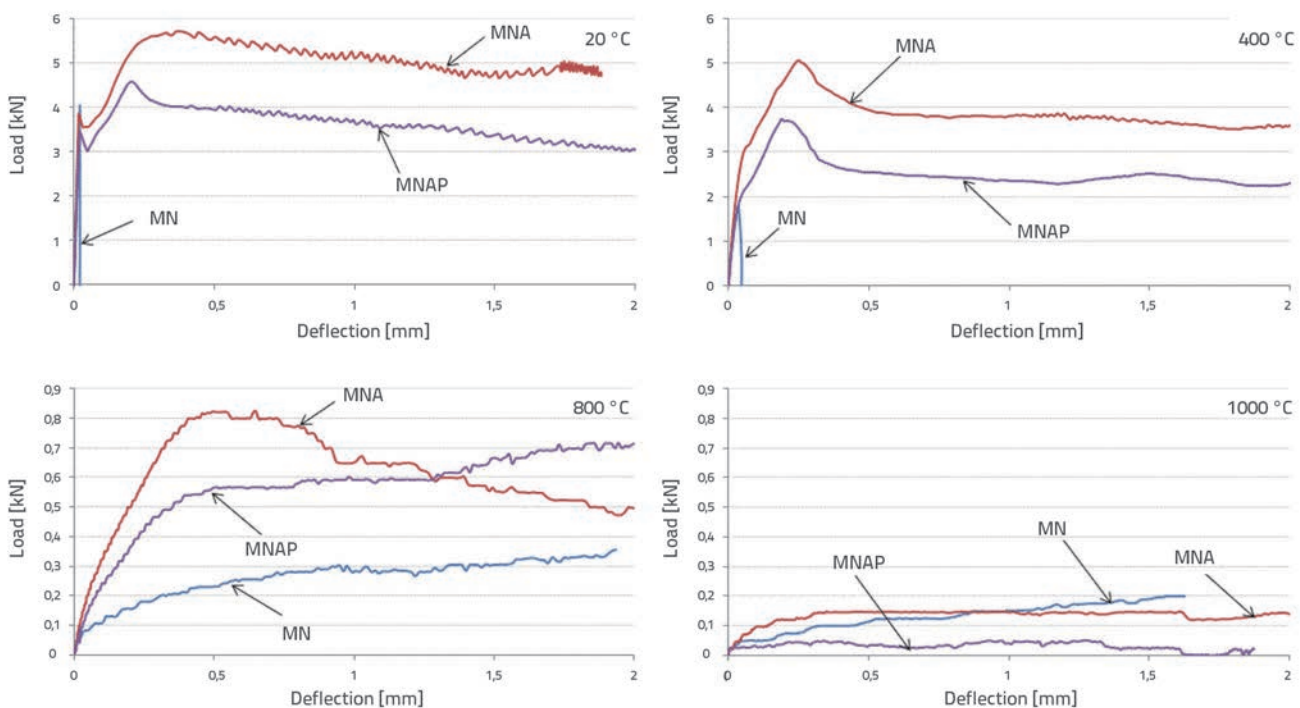 6
5
4
3
2
1
0
Load [kN]
0
0,5
1
1,5
2
Deflection [mm]
20 °C
MNA
MNAP
MN
6
5
4
3
2
1
0
Load [kN]
0
0,5
1
1,5
2
Deflection [mm]
400 °C
MNA
MN
MNAP
0,9
0,8
0,7
0,6
0,5
0,4
0,3
0,2
0,1
0
Load [kN]
0
0,5
1
1,5
2
Deflection [mm]
800 °C
MNA
MNAP
MN
0,9
0,8
0,7
0,6
0,5
0,4
0,3
0,2
0,1
0
Load [kN]
0
0,5
1
1,5
2
Deflection [mm]
1000 °C
MN
MNAP
MNA